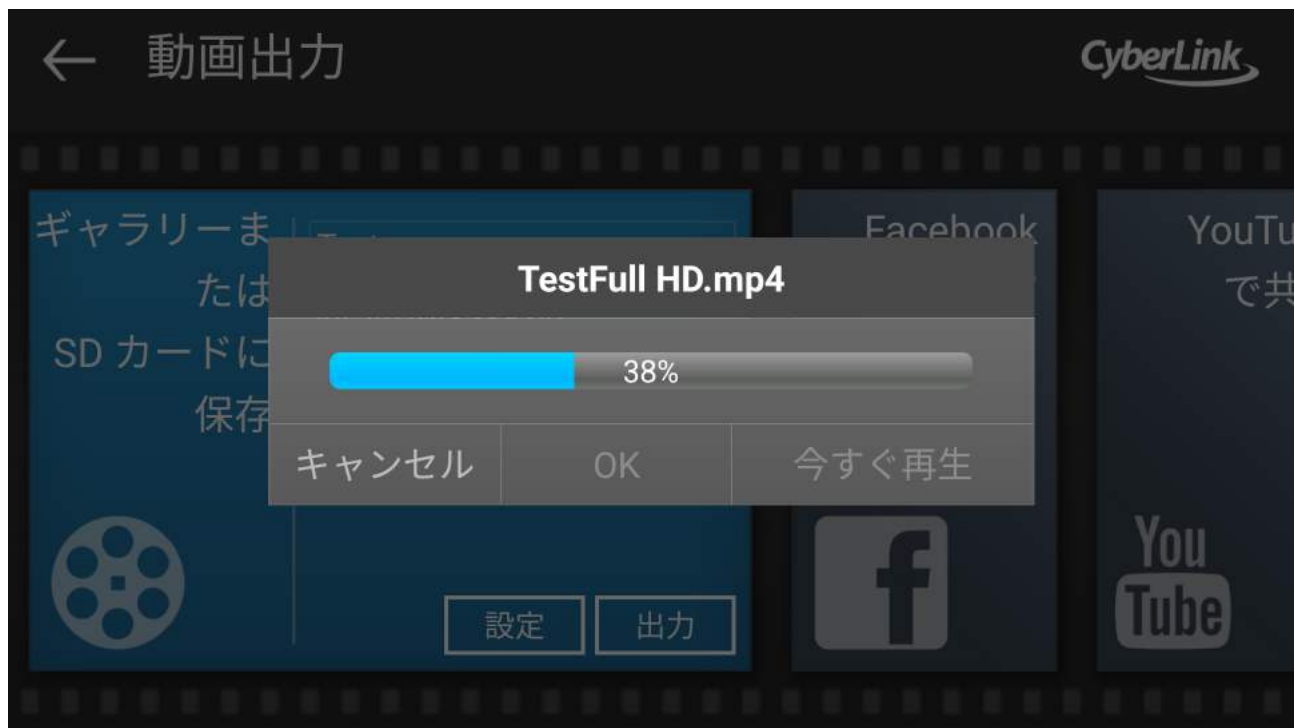 動画出力
CyberLink
ギャラリーま
たは
SD カードに
保存
Facebook
YouTu
で共
TestFull HD.mp4
38%
キャンセル
OK
今すぐ再生
設定
出力
You
Tube